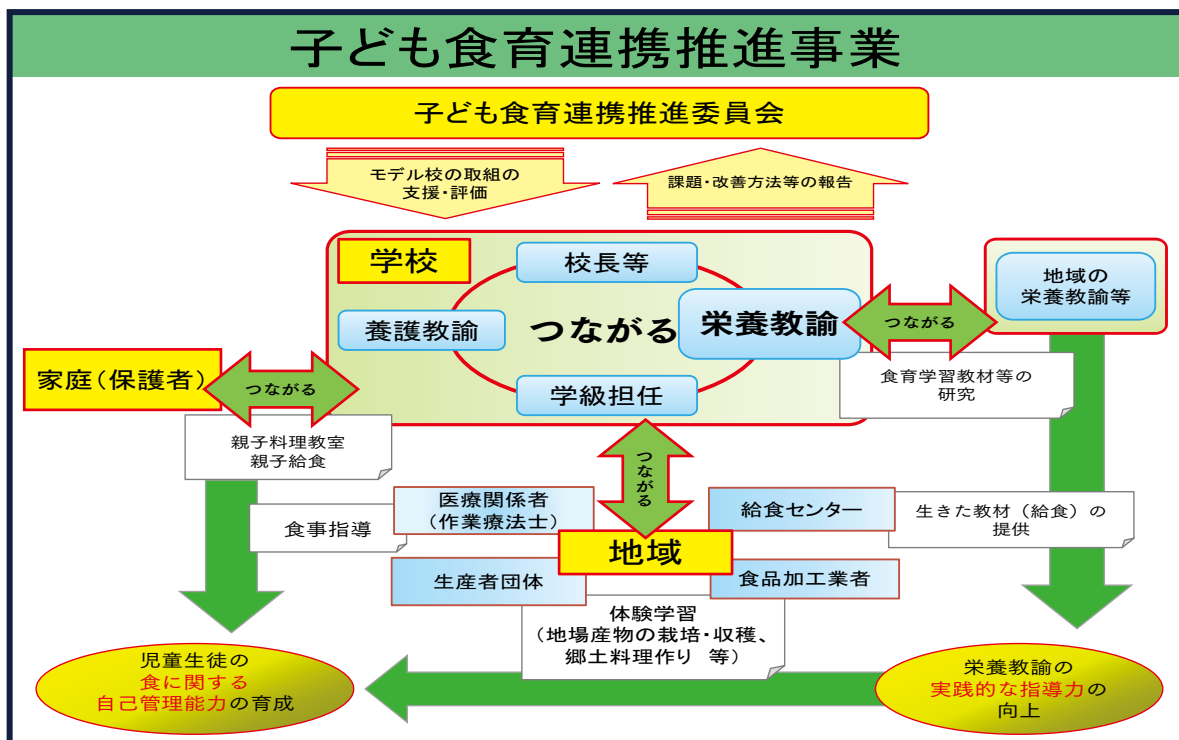 子ども食育連携推進事業
子ども食育連携推進委員会
モデル校の取組の
支援・評価
課題・改善方法等の報告
学校
校長等
養護教諭
つながる
栄養教諭
学級担任
つながる
地域の
栄養教諭等
食育学習教材等の
研究
家庭(保護者)
つながる
親子料理教室
親子給食
つながる
医療関係者
(作業療法士)
食事指導
給食センター
生きた教材(給食)の
提供
地域
生産者団体
食品加工業者
体験学習
(地場産物の栽培・収穫、
郷土料理作り 等)
児童生徒の
食に関する
自己管理能力の育成
栄養教諭の
実践的な指導力の
向上